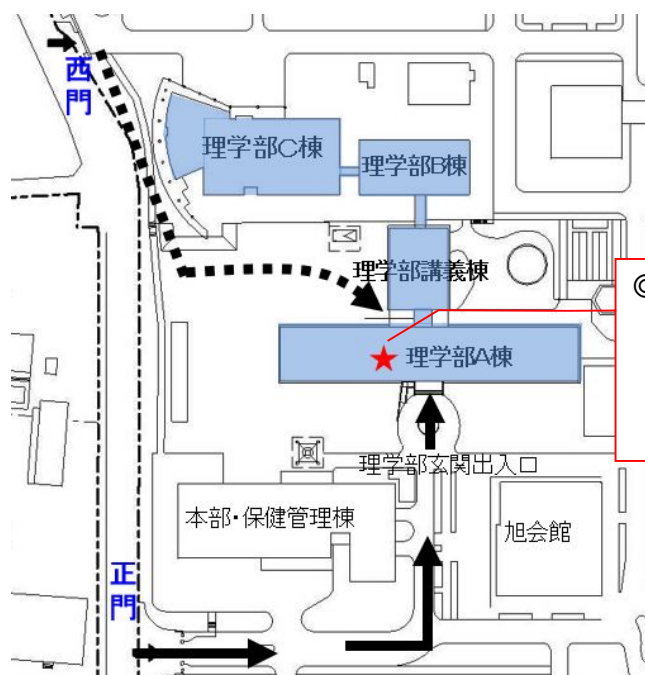 西
門
理学部C棟
理学部B棟
理学部講義棟
◎
理学部A棟
理学部玄関出入口
本部・保健管理棟
旭会館
正
門